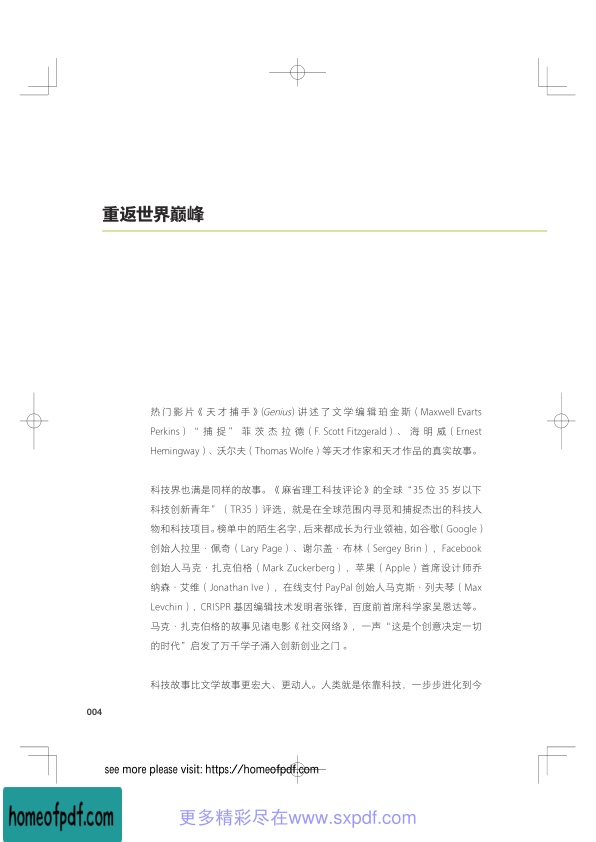 重返世界巅峰
热门影片《天才捕手》(Genius) 讲述了文学编辑珀金斯（Maxwell Evarts
Perkins）“捕捉”菲茨杰拉德（F. Scott Fitzgerald）、海明威（Ernest
Hemingway）、沃尔夫（Thomas Wolfe）等天才作家和天才作品的真实故事。
科技界也满是同样的故事。《麻省理工科技评论》的全球“35 位 35 岁以下
科技创新青年”（TR35）评选，就是在全球范围内寻觅和捕捉杰出的科技人
物和科技项目。榜单中的陌生名字，后来都成长为行业领袖，如谷歌（Google）
创始人拉里·佩奇（Lary Page）、谢尔盖·布林（Sergey Brin），Facebook
创始人马克·扎克伯格（Mark Zuckerberg），苹果（Apple）首席设计师乔
纳森·艾维（Jonathan Ive），在线支付 PayPal 创始人马克斯·列夫琴（Max
Levchin），CRISPR 基因编辑技术发明者张锋，百度前首席科学家吴恩达等。
马克·扎克伯格的故事见诸电影《社交网络》，一声“这是个创意决定一切
的时代”启发了万千学子涌入创新创业之门 。
科技故事比文学故事更宏大、更动人。人类就是依靠科技，一步步进化到今
004
see more please visit: https://homeofpdf.com
homeofpdf.com
更多精彩尽在www.sxpdf.com